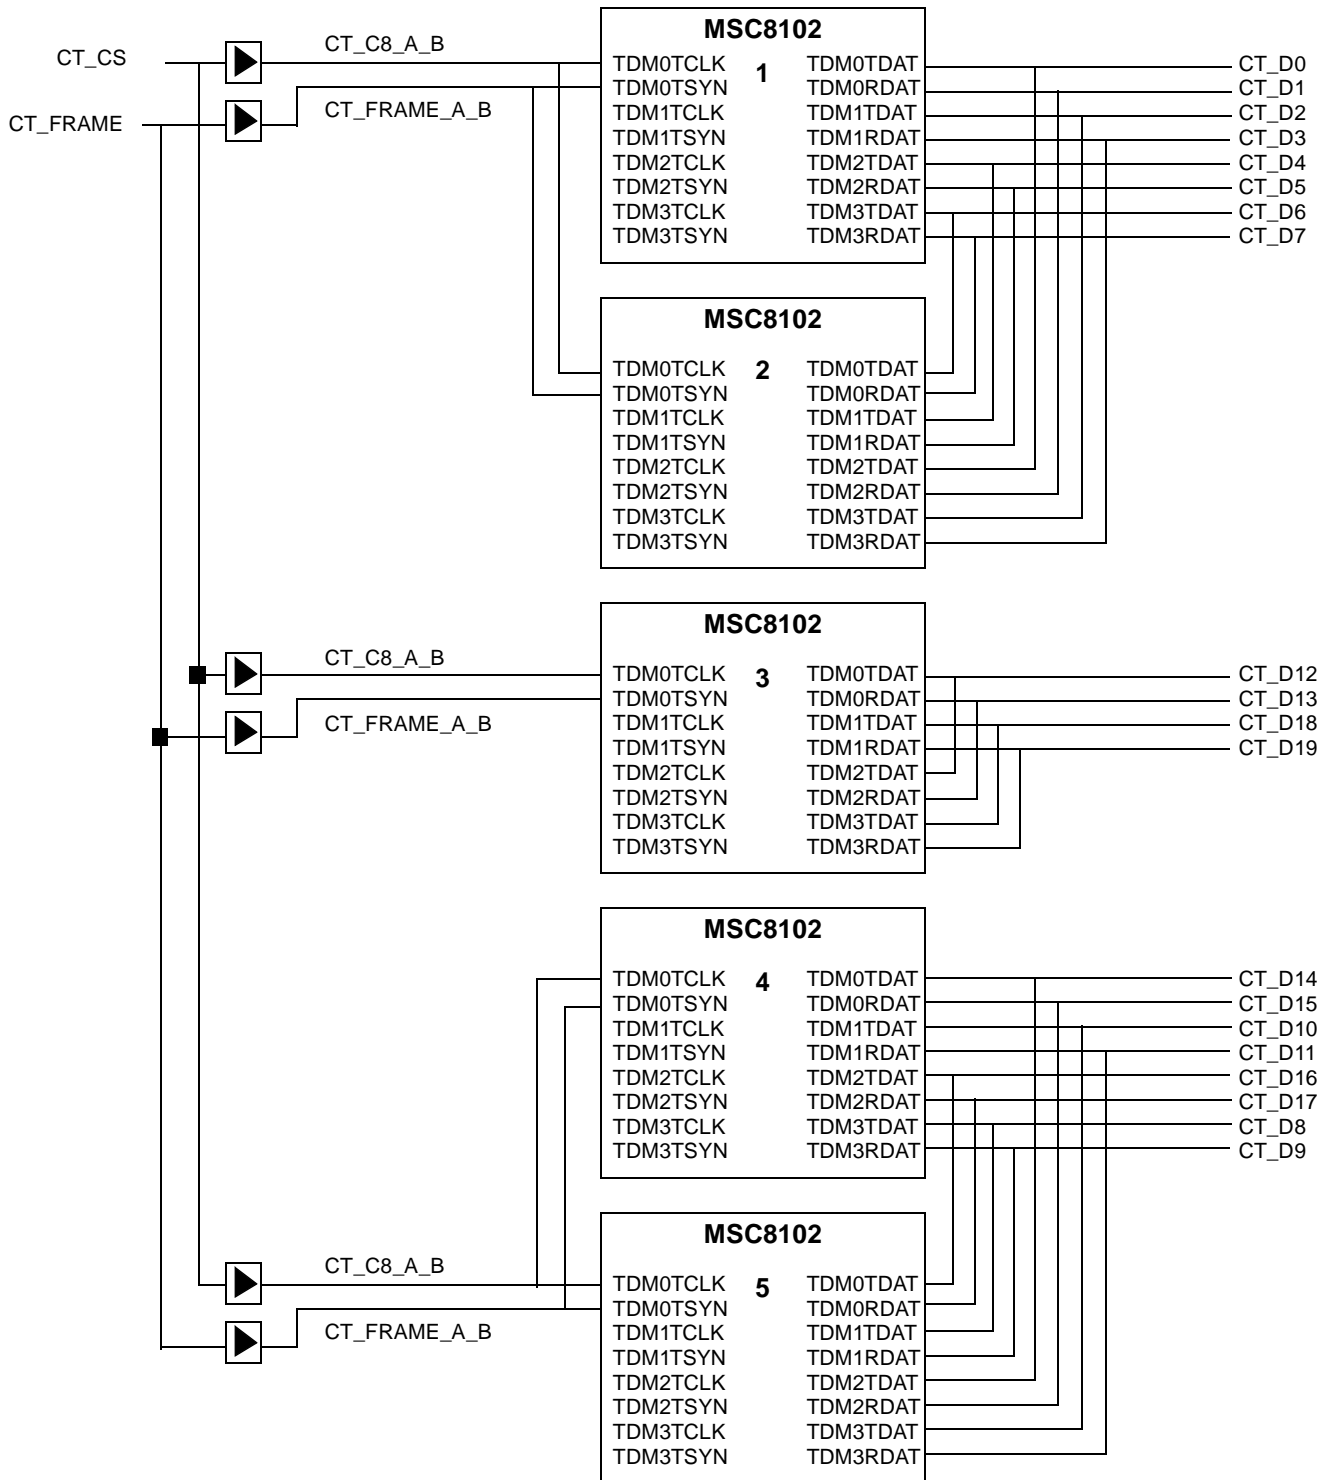 CT_CS
CT_FRAME
CT_C8_A_B
CT_FRAME_A_B
MSC8102
1
TDM0TCLK TDM0TDAT CT_D0
TDM0TSYN TDM0RDAT CT_D1
TDM1TCLK TDM1TDAT CT_D2
TDM1TSYN TDM1RDAT CT_D3
TDM2TCLK TDM2TDAT CT_D4
TDM2TSYN TDM2RDAT CT_D5
TDM3TCLK TDM3TDAT CT_D6
TDM3TSYN TDM3RDAT CT_D7
MSC8102
2
TDM0TCLK TDM0TDAT
TDM0TSYN TDM0RDAT
TDM1TCLK TDM1TDAT
TDM1TSYN TDM1RDAT
TDM2TCLK TDM2TDAT
TDM2TSYN TDM2RDAT
TDM3TCLK TDM3TDAT
TDM3TSYN TDM3RDAT
CT_C8_A_B
CT_FRAME_A_B
MSC8102
3
TDM0TCLK TDM0TDAT CT_D12
TDM0TSYN TDM0RDAT CT_D13
TDM1TCLK TDM1TDAT CT_D18
TDM1TSYN TDM1RDAT CT_D19
TDM2TCLK TDM2TDAT
TDM2TSYN TDM2RDAT
TDM3TCLK TDM3TDAT
TDM3TSYN TDM3RDAT
MSC8102
4
TDM0TCLK TDM0TDAT CT_D14
TDM0TSYN TDM0RDAT CT_D15
TDM1TCLK TDM1TDAT CT_D10
TDM1TSYN TDM1RDAT CT_D11
TDM2TCLK TDM2TDAT CT_D16
TDM2TSYN TDM2RDAT CT_D17
TDM3TCLK TDM3TDAT CT_D8
TDM3TSYN TDM3RDAT CT_D9
CT_C8_A_B
CT_FRAME_A_B
MSC8102
5
TDM0TCLK TDM0TDAT
TDM0TSYN TDM0RDAT
TDM1TCLK TDM1TDAT
TDM1TSYN TDM1RDAT
TDM2TCLK TDM2TDAT
TDM2TSYN TDM2RDAT
TDM3TCLK TDM3TDAT
TDM3TSYN TDM3RDAT